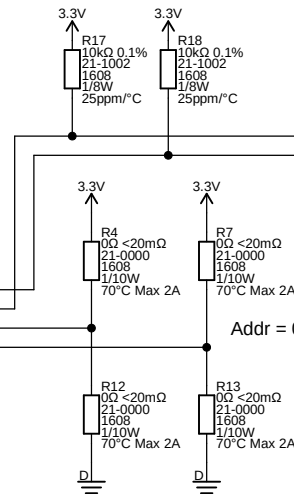 3.3V
3.3V
R17
10kΩ 0.1%
21-1002
1608
1/8W
25ppm/°C
R18
10kΩ 0.1%
21-1002
1608
1/8W
25ppm/°C
3.3V
3.3V
R4
0Ω <20mΩ
21-0000
1608
1/10W
70°C Max 2A
R7
0Ω <20mΩ
21-0000
1608
1/10W
70°C Max 2A
Addr =
R12
0Ω <20mΩ
21-0000
1608
1/10W
70°C Max 2A
R13
0Ω <20mΩ
21-0000
1608
1/10W
70°C Max 2A
D
D